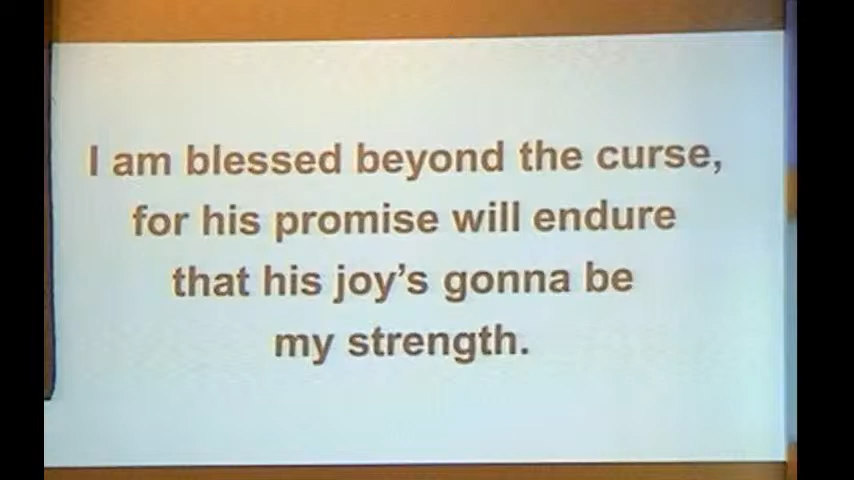 I am blessed beyond the curse,
for his promise will endure
that his joy’s gonna be
my strength.